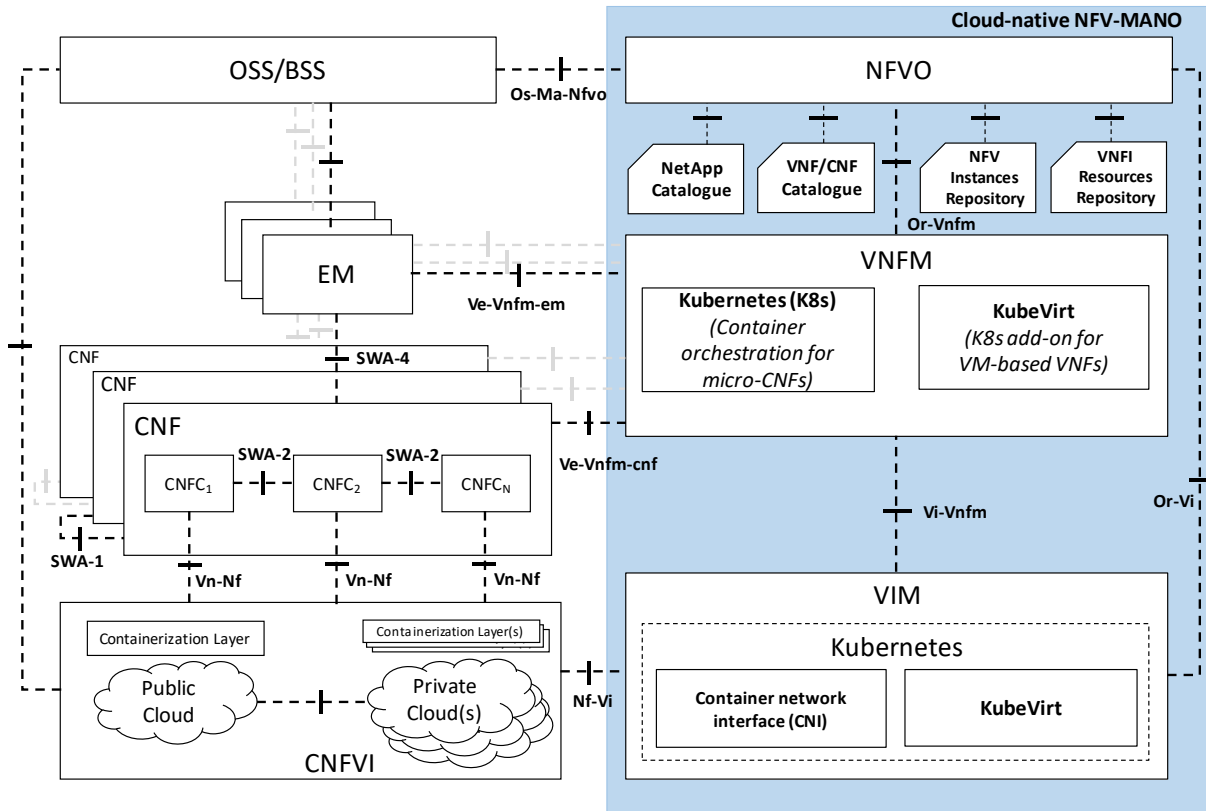 Cloud-native NFV-MANO
OSS/BSS
NFVO
Os-Ma-Nfvo
NetApp
Catalogue
VNF/CNF
Catalogue
NFV
Instances
Repository
VNFI
Resources
Repository
Or-Vnfm
EM
Ve-Vnfm-em
VNFM
Kubernetes (K8s)
(Container
orchestration for
micro-CNFs)
KubeVirt
(K8s add-on for
VM-based VNFs)
SWA-4
CNF
CNF
CNF
SWA-2
SWA-2
CNFC1
CNFC2
CNFCN
Ve-Vnfm-cnf
SWA-1
Vn-Nf
Vn-Nf
Vn-Nf
Vi-Vnfm
Or-Vi
Containerization Layer
Containerization Layer(s)
Public
Cloud
Private
Cloud(s)
CNFVI
Nf-Vi
VIM
Kubernetes
Container network
interface (CNI)
KubeVirt